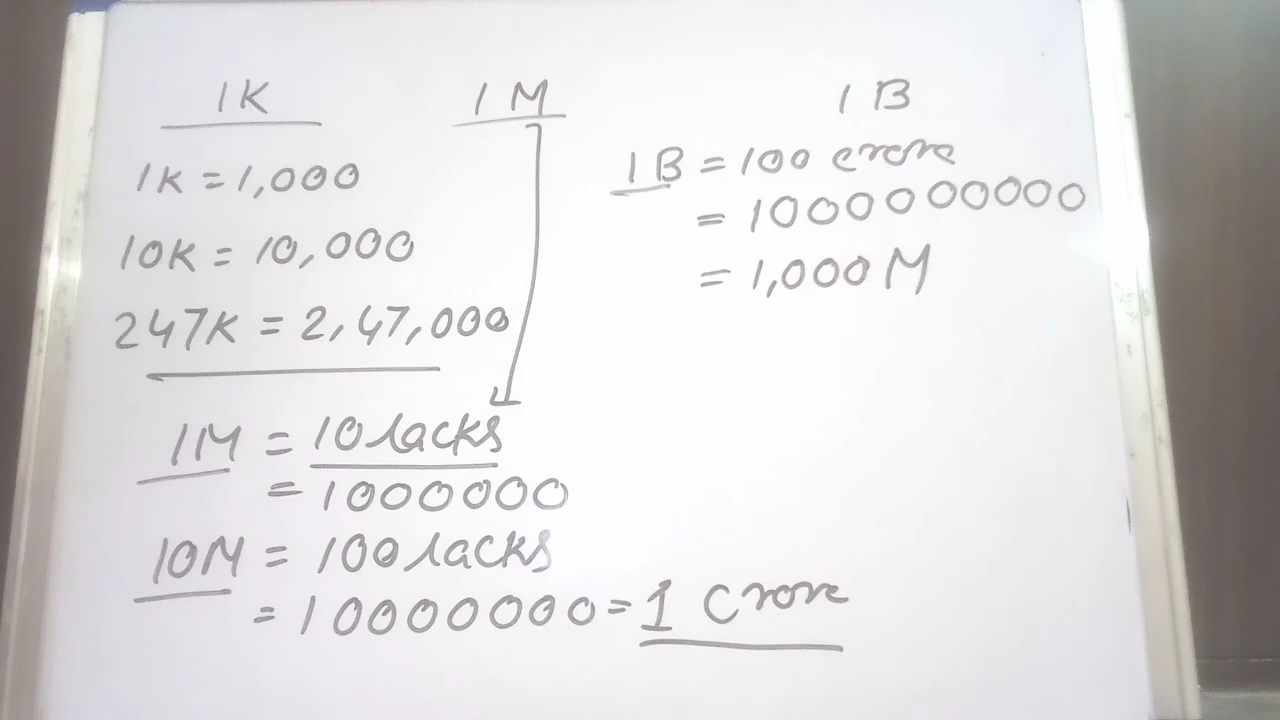 1K
1K = 1,000
10K = 10,000
247K = 2,47,000
1M
1M = 10 lacks
= 1000000
10M = 100 lacks
= 10000000 = 1 Crore
1 B
1B = 100 crore
= 1000000000
= 1,000 M